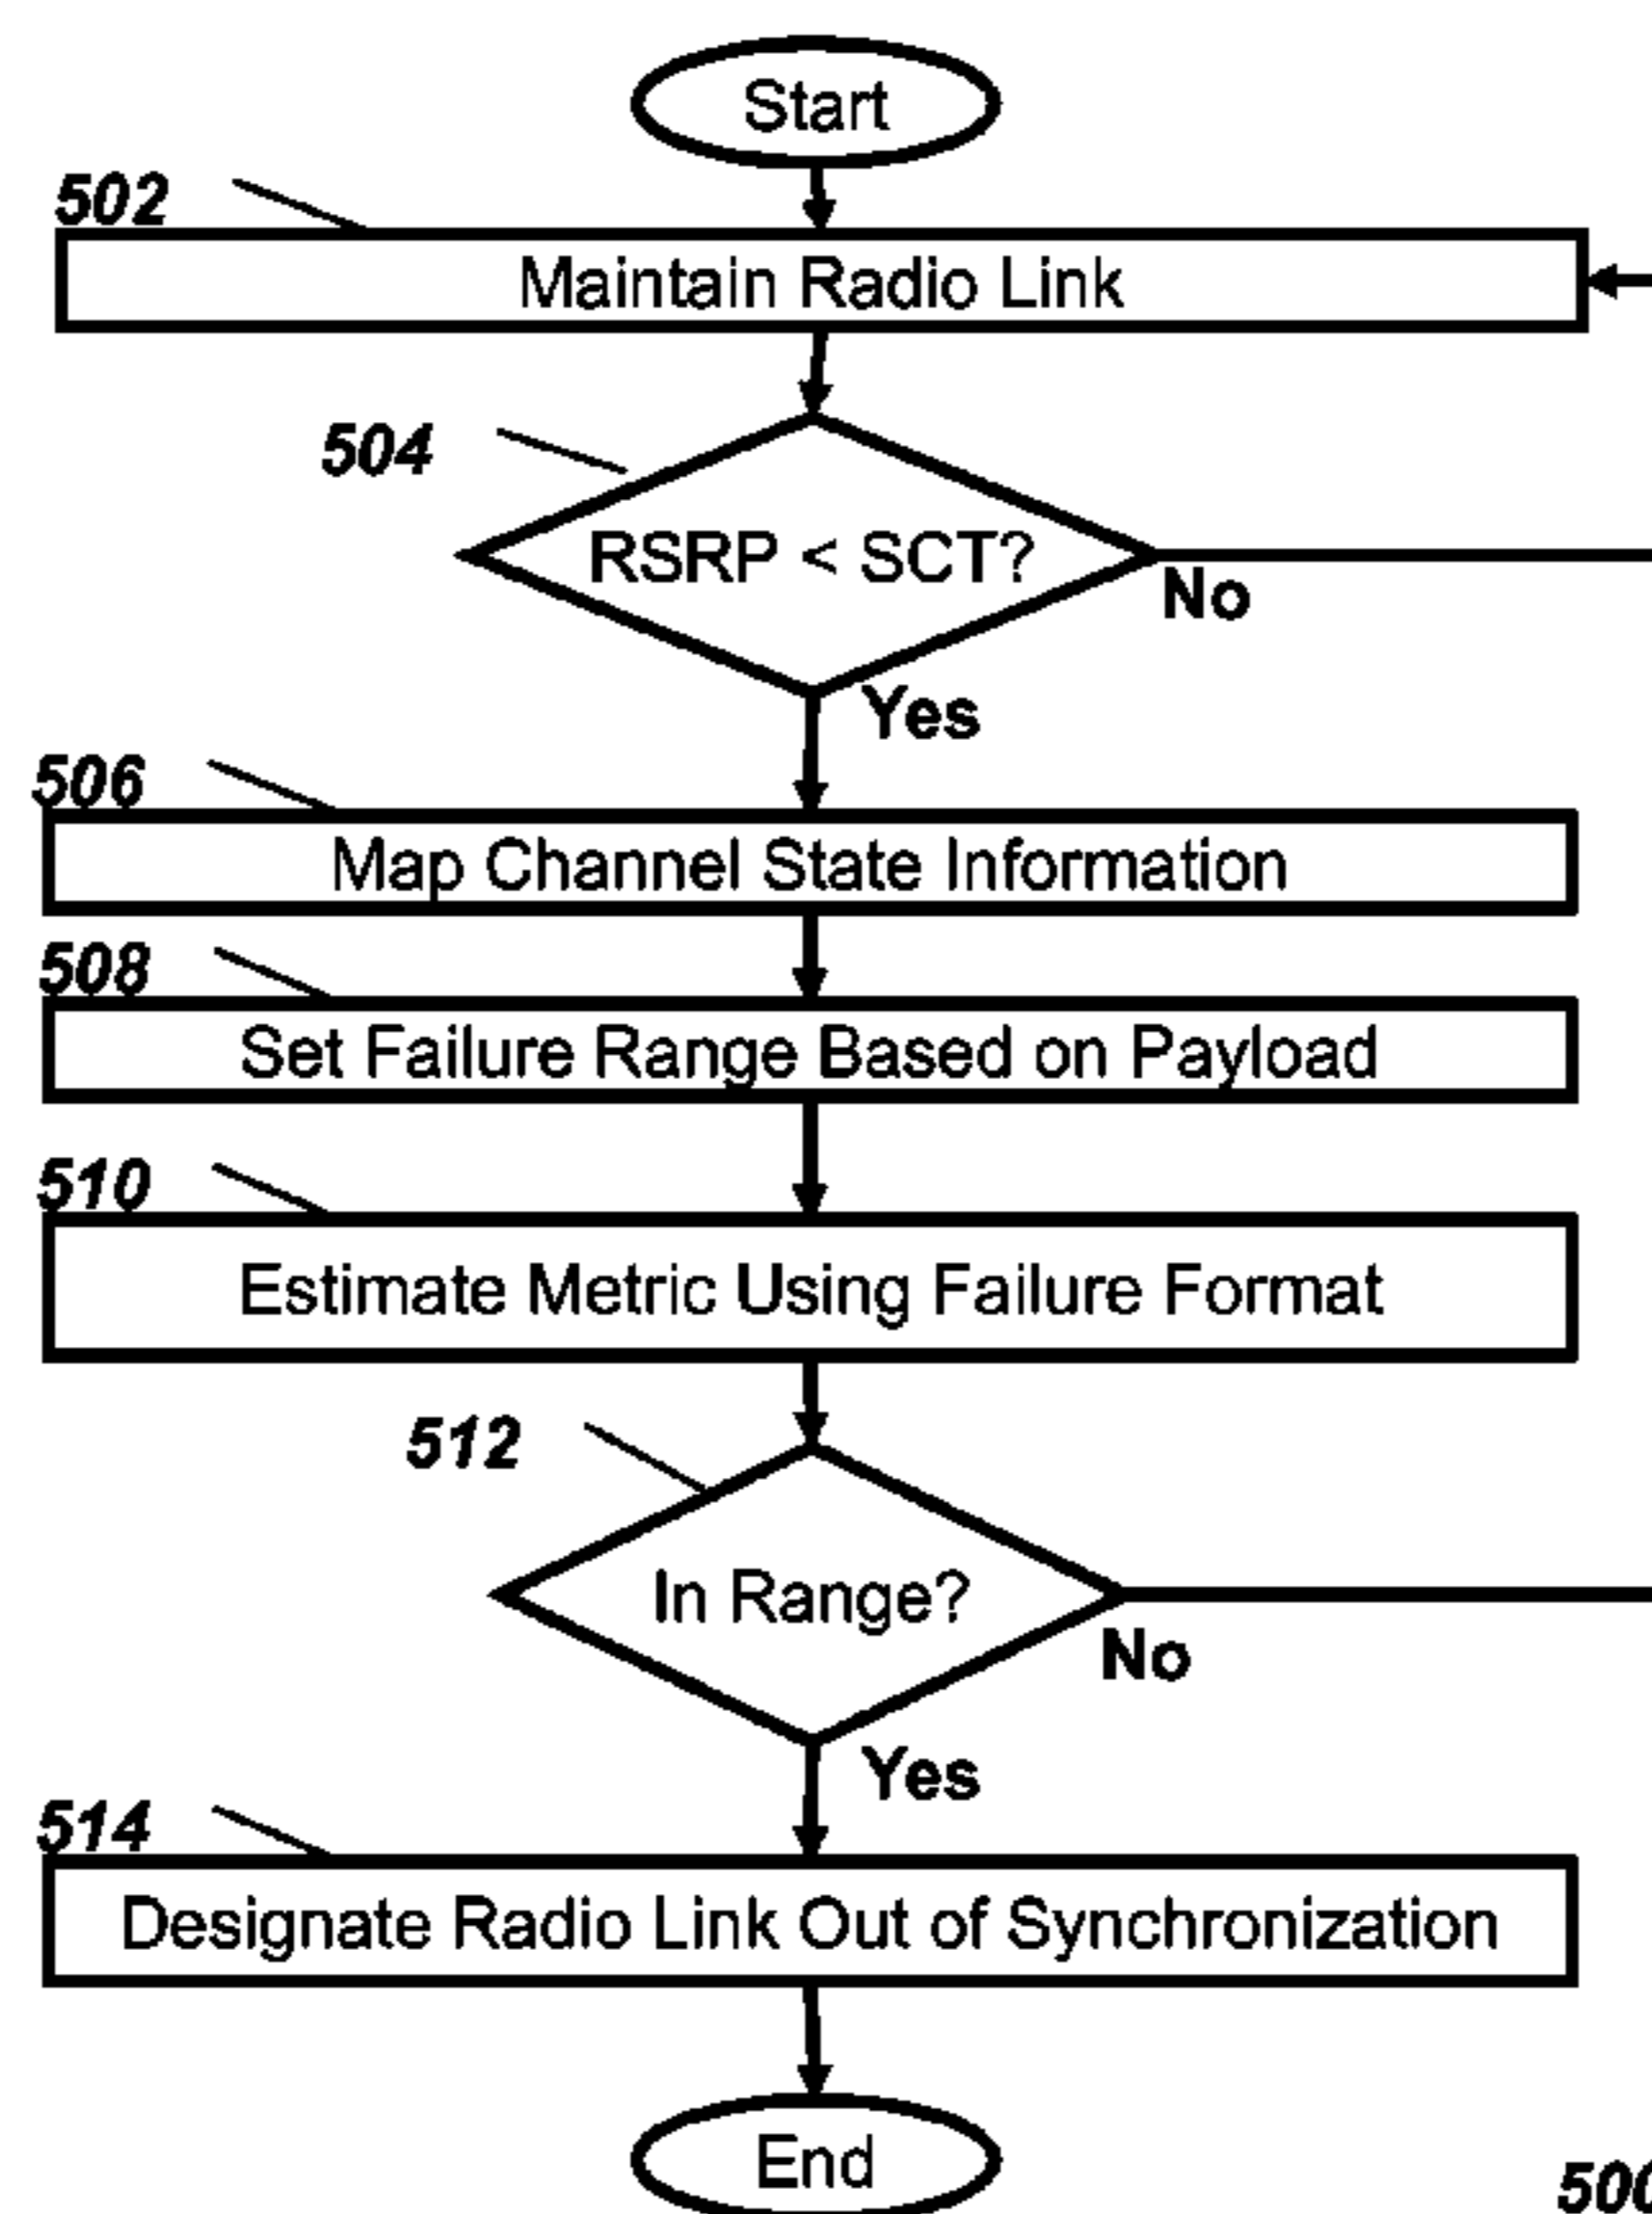 Start
502
Maintain Radio Link
504
RSRP < SCT?
No
Yes
506
Map Channel State Information
508
Set Failure Range Based on Payload
510
Estimate Metric Using Failure Format
512
In Range?
No
Yes
514
Designate Radio Link Out of Synchronization
End
500